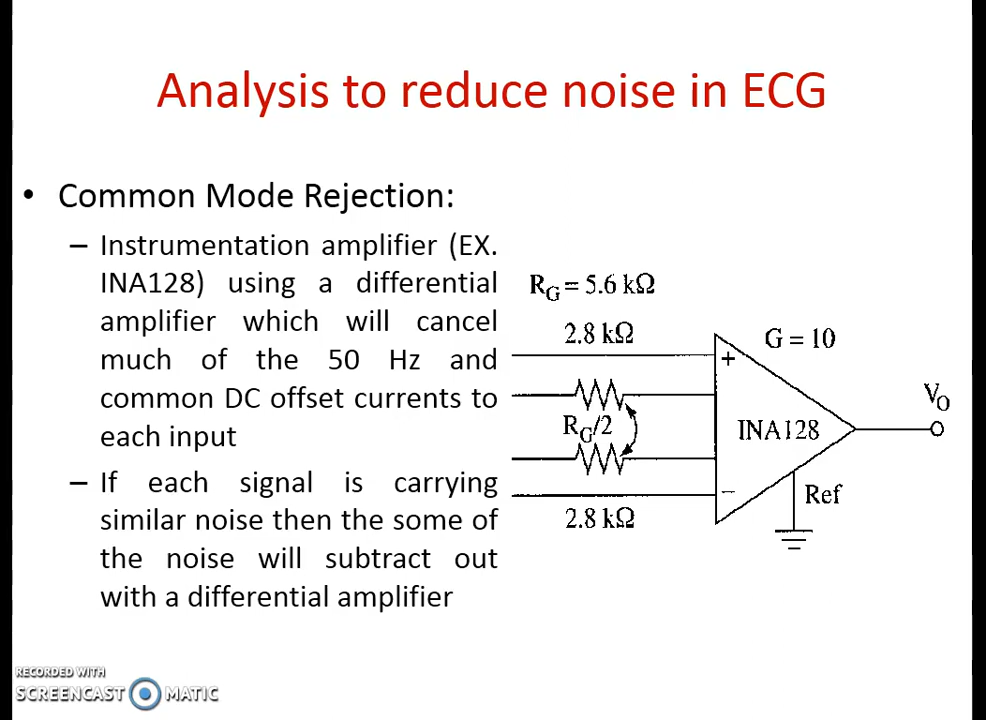 Analysis to reduce noise in ECG
• Common Mode Rejection:
– Instrumentation amplifier (EX.
INA128) using a differential
amplifier which will cancel
much of the 50 Hz and
common DC offset currents to
each input
– If each signal is carrying
similar noise then the some of
the noise will subtract out
with a differential amplifier
RG = 5.6 kΩ
2.8 kΩ
G = 10
+
RG/2
INA128
VO
–
Ref
2.8 kΩ
RECORDED WITH
SCREENCAST MATIC